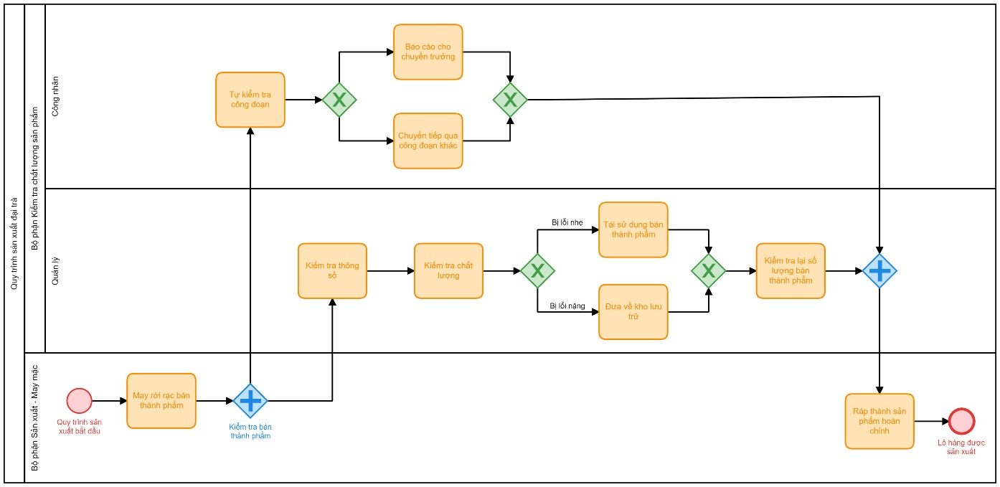 Quy trình sản xuất đại trà
Bộ phận Kiểm tra chất lượng sản phẩm
Công nhân
Báo cáo cho
chuyền trưởng
Tự kiểm tra
công đoạn
Chuyển tiếp qua
công đoạn khác
Quản lý
Bị lỗi nhẹ
Tái sử dụng bán
thành phẩm
Kiểm tra thông
số
Kiểm tra chất
lượng
Kiểm tra lại số
lượng bán
thành phẩm
Bị lỗi nặng
Đưa về kho lưu
trữ
Bộ phận Sản xuất - May mặc
May rời rạc bán
thành phẩm
Quy trình sản
xuất bắt đầu
Kiểm tra bán
thành phẩm
Ráp thành sản
phẩm hoàn
chỉnh
Lô hàng được
sản xuất